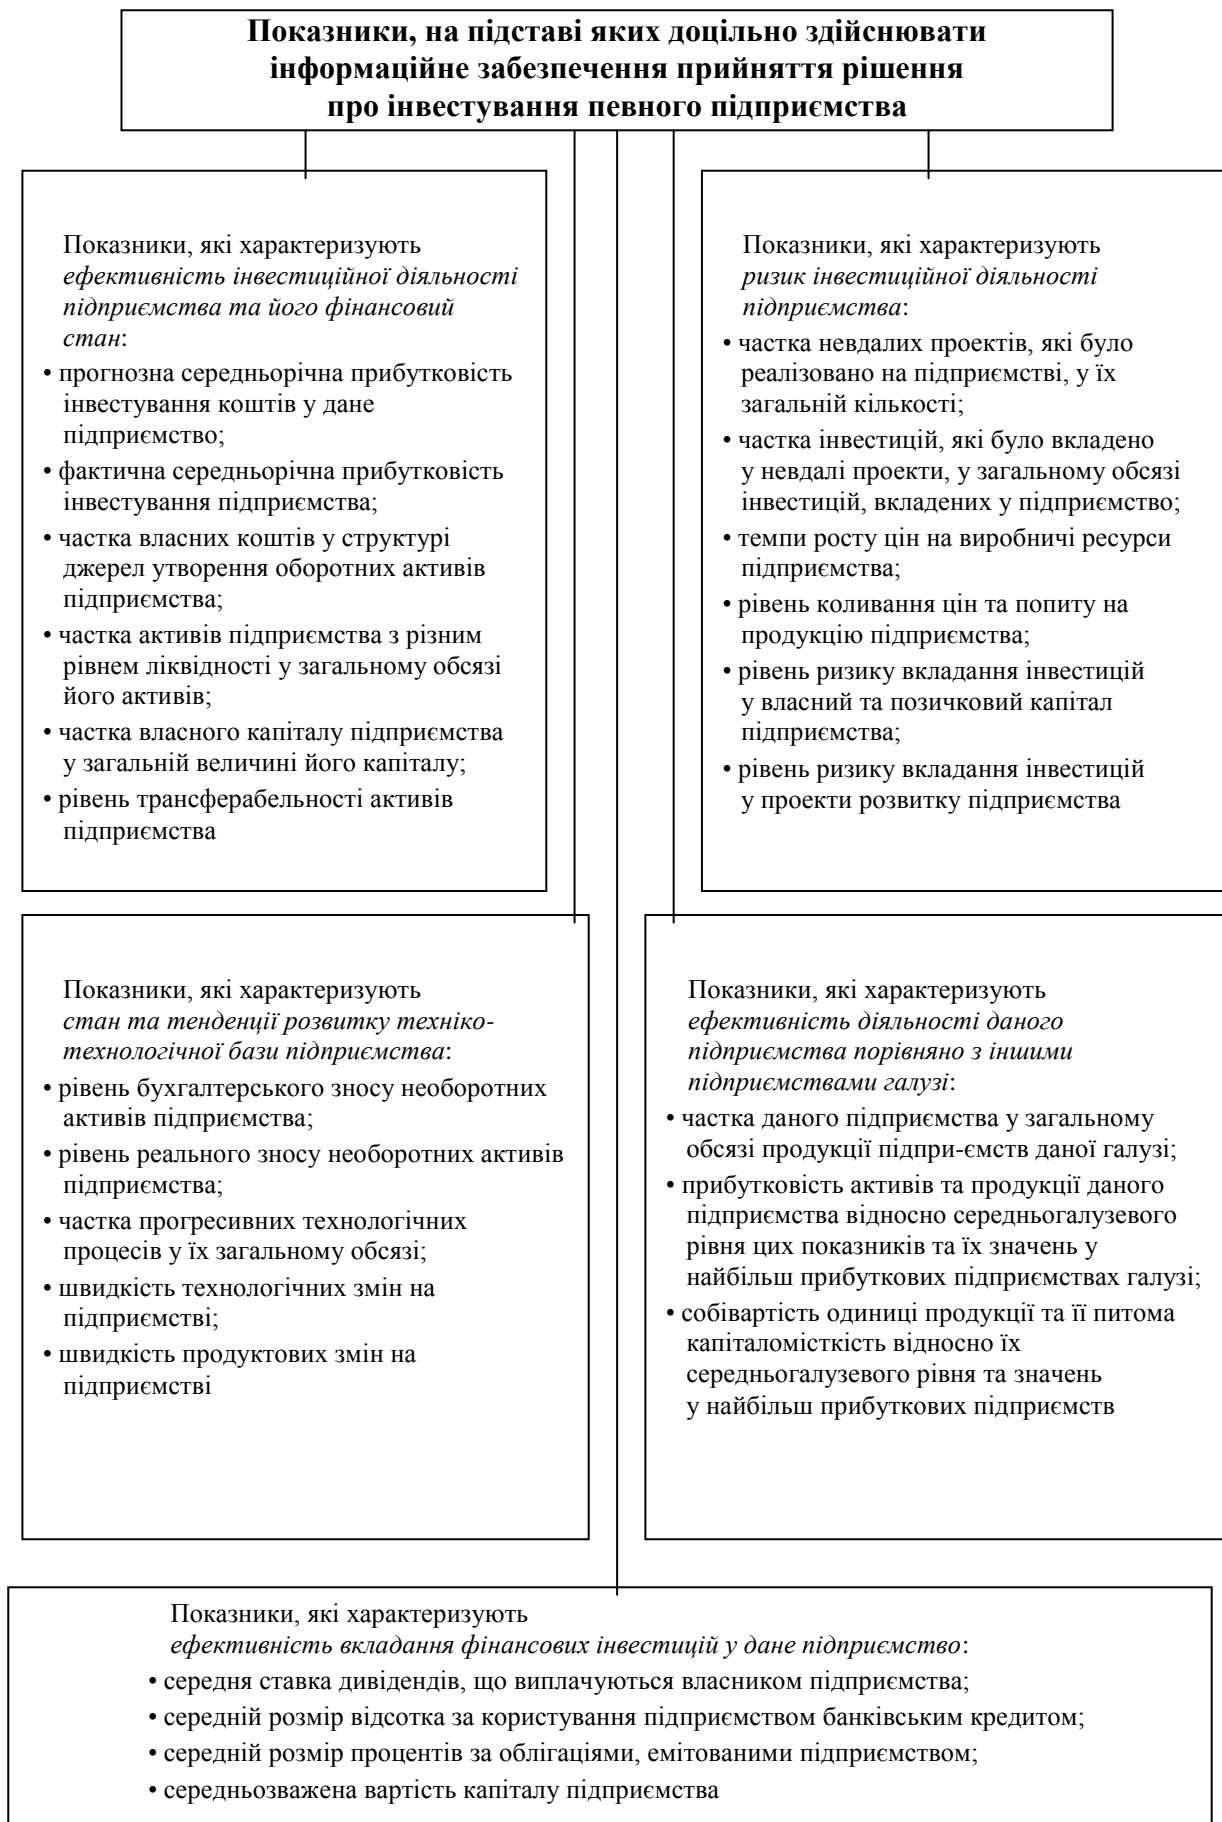 Показники, на підставі яких доцільно здійснювати
інформаційне забезпечення прийняття рішення
про інвестування певного підприємства
Показники, які характеризують
ефективність інвестиційної діяльності
підприємства та його фінансовий
стан:
• прогнозна середньорічна прибутковість
інвестування коштів у дане
підприємство;
• фактична середньорічна прибутковість
інвестування підприємства;
• частка власних коштів у структурі
джерел утворення оборотних активів
підприємства;
• частка активів підприємства з різним
рівнем ліквідності у загальному обсязі
його активів;
• частка власного капіталу підприємства
у загальній величині його капіталу;
• рівень трансферабельності активів
підприємства
Показники, які характеризують
ризик інвестиційної діяльності
підприємства:
• частка невдалих проектів, які було
реалізовано на підприємстві, у їх
загальній кількості;
• частка інвестицій, які було вкладено
у невдалі проекти, у загальному обсязі
інвестицій, вкладених у підприємство;
• темпи росту цін на виробничі ресурси
підприємства;
• рівень коливання цін та попиту на
продукцію підприємства;
• рівень ризику вкладання інвестицій
у власний та позичковий капітал
підприємства;
• рівень ризику вкладання інвестицій
у проекти розвитку підприємства
Показники, які характеризують
стан та тенденції розвитку техніко-
технологічної бази підприємства:
• рівень бухгалтерського зносу необоротних
активів підприємства;
• рівень реального зносу необоротних активів
підприємства;
• частка прогресивних технологічних
процесів у їх загальному обсязі;
• швидкість технологічних змін на
підприємстві;
• швидкість продуктових змін на
підприємстві
Показники, які характеризують
ефективність діяльності даного
підприємства порівняно з іншими
підприємствами галузі:
• частка даного підприємства у загальному
обсязі продукції підпри-ємств даної галузі;
• прибутковість активів та продукції даного
підприємства відносно середньогалузевого
рівня цих показників та їх значень у
найбільш прибуткових підприємствах галузі;
• собівартість одиниці продукції та її питома
капіталомісткість відносно їх
середньогалузевого рівня та значень
у найбільш прибуткових підприємств
Показники, які характеризують
ефективність вкладання фінансових інвестицій у дане підприємство:
• середня ставка дивідендів, що виплачуються власником підприємства;
• середній розмір відсотка за користування підприємством банківським кредитом;
• середній розмір процентів за облігаціями, емітованими підприємством;
• середньозважена вартість капіталу підприємства